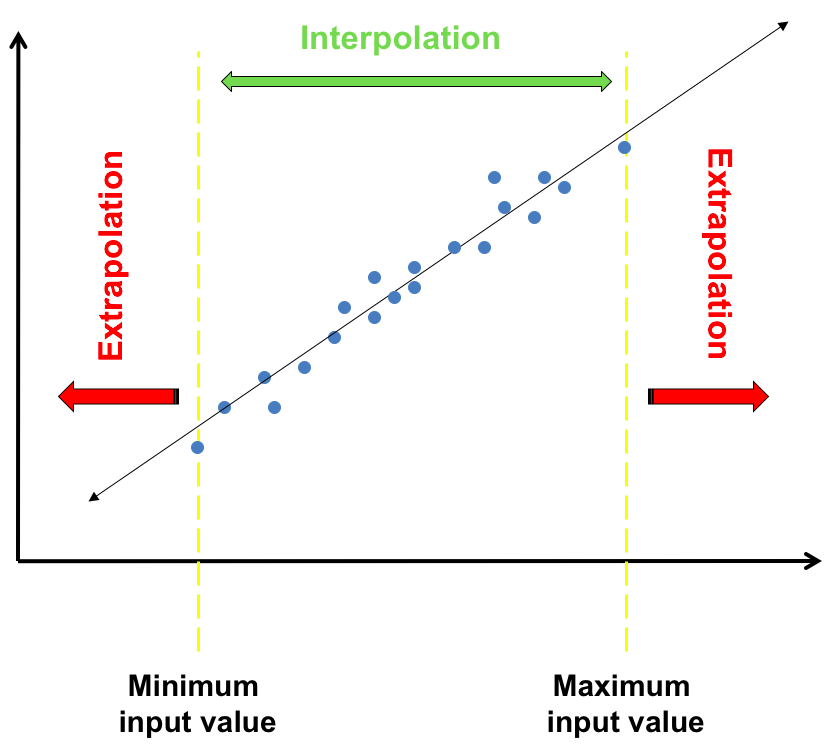 Interpolation
Extrapolation
Extrapolation
Minimum
input value
Maximum
input value